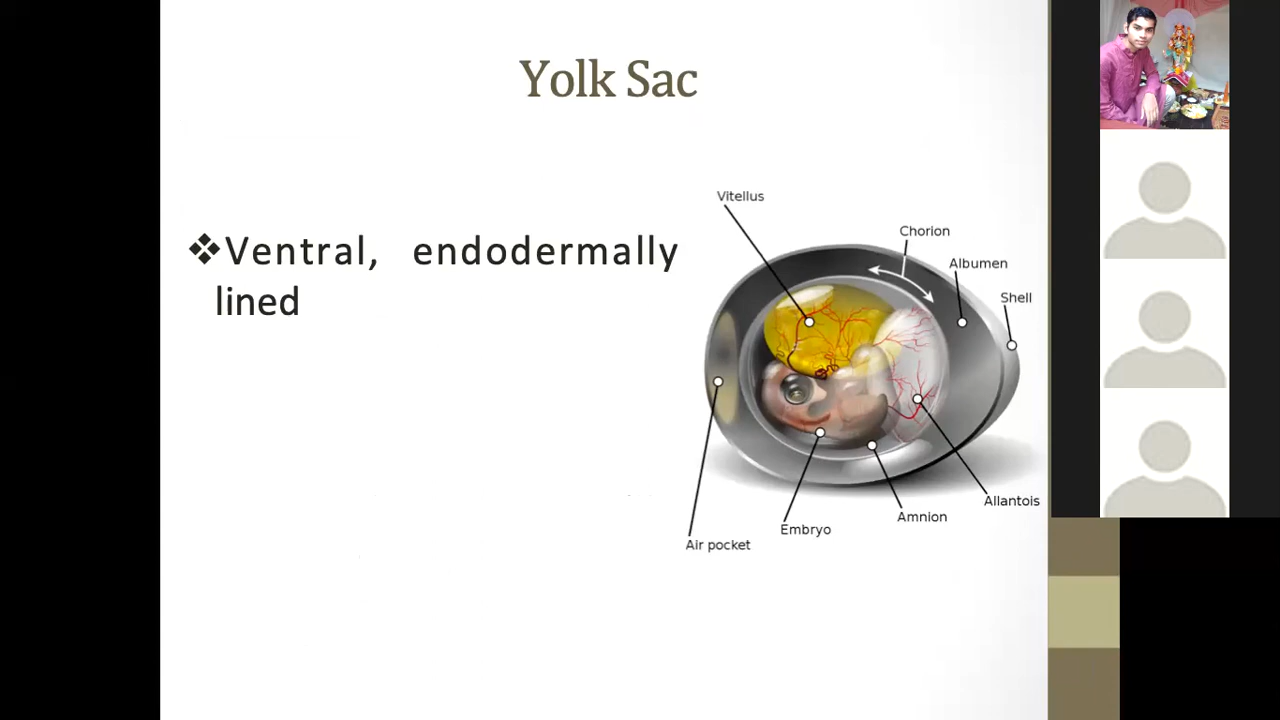 Yolk Sac
❖Ventral, endodermally
lined
Vitellus
Chorion
Albumen
Shell
Allantois
Amnion
Embryo
Air pocket